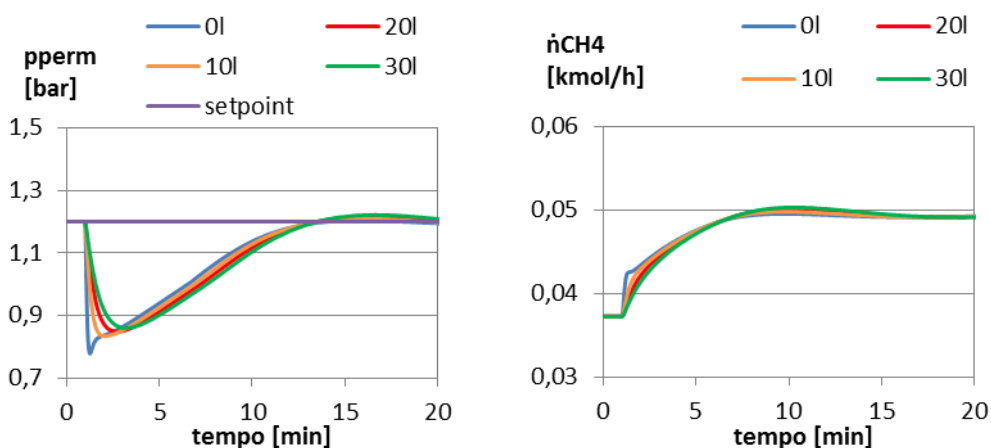 pperm
[bar]
0l
20l
10l
30l
setpoint
1,5
1,3
1,1
0,9
0,7
0
5
10
15
20
tempo [min]
ṅCH4
[kmol/h]
0l
20l
10l
30l
0,06
0,05
0,04
0,03
0
5
10
15
20
tempo [min]